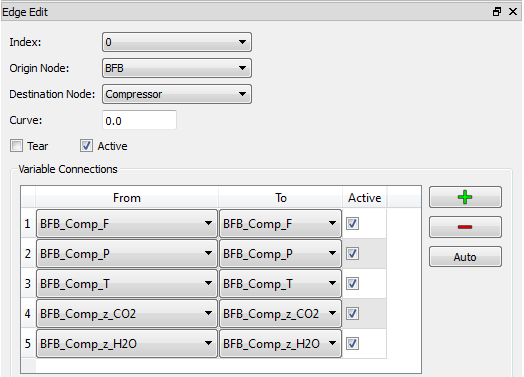 Edge Edit
Index: 0
Origin Node: BFB
Destination Node: Compressor
Curve: 0.0
Tear Active
Variable Connections
From To Active
1 BFB_Comp_F BFB_Comp_F
2 BFB_Comp_P BFB_Comp_P
3 BFB_Comp_T BFB_Comp_T
Auto
4 BFB_Comp_z_CO2 BFB_Comp_z_CO2
5 BFB_Comp_z_H2O BFB_Comp_z_H2O